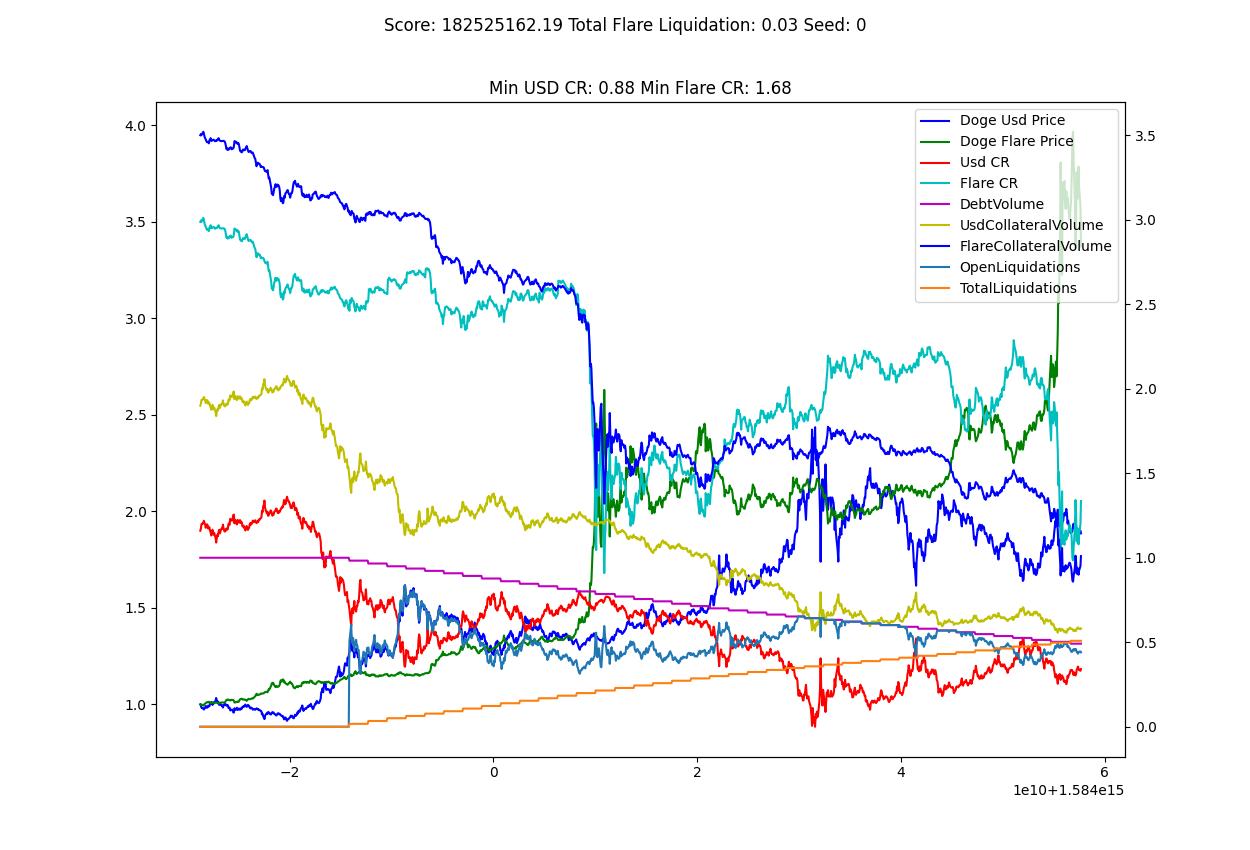 Score: 182525162.19 Total Flare Liquidation: 0.03 Seed: 0
Min USD CR: 0.88 Min Flare CR: 1.68
4.0
3.5
3.0
2.5
2.0
1.5
1.0
Doge Usd Price
Doge Flare Price
Usd CR
Flare CR
DebtVolume
UsdCollateralVolume
FlareCollateralVolume
OpenLiquidations
TotalLiquidations
3.5
3.0
2.5
2.0
1.5
1.0
0.5
0.0
−2 0 2 4 6
1e10+1.584e15